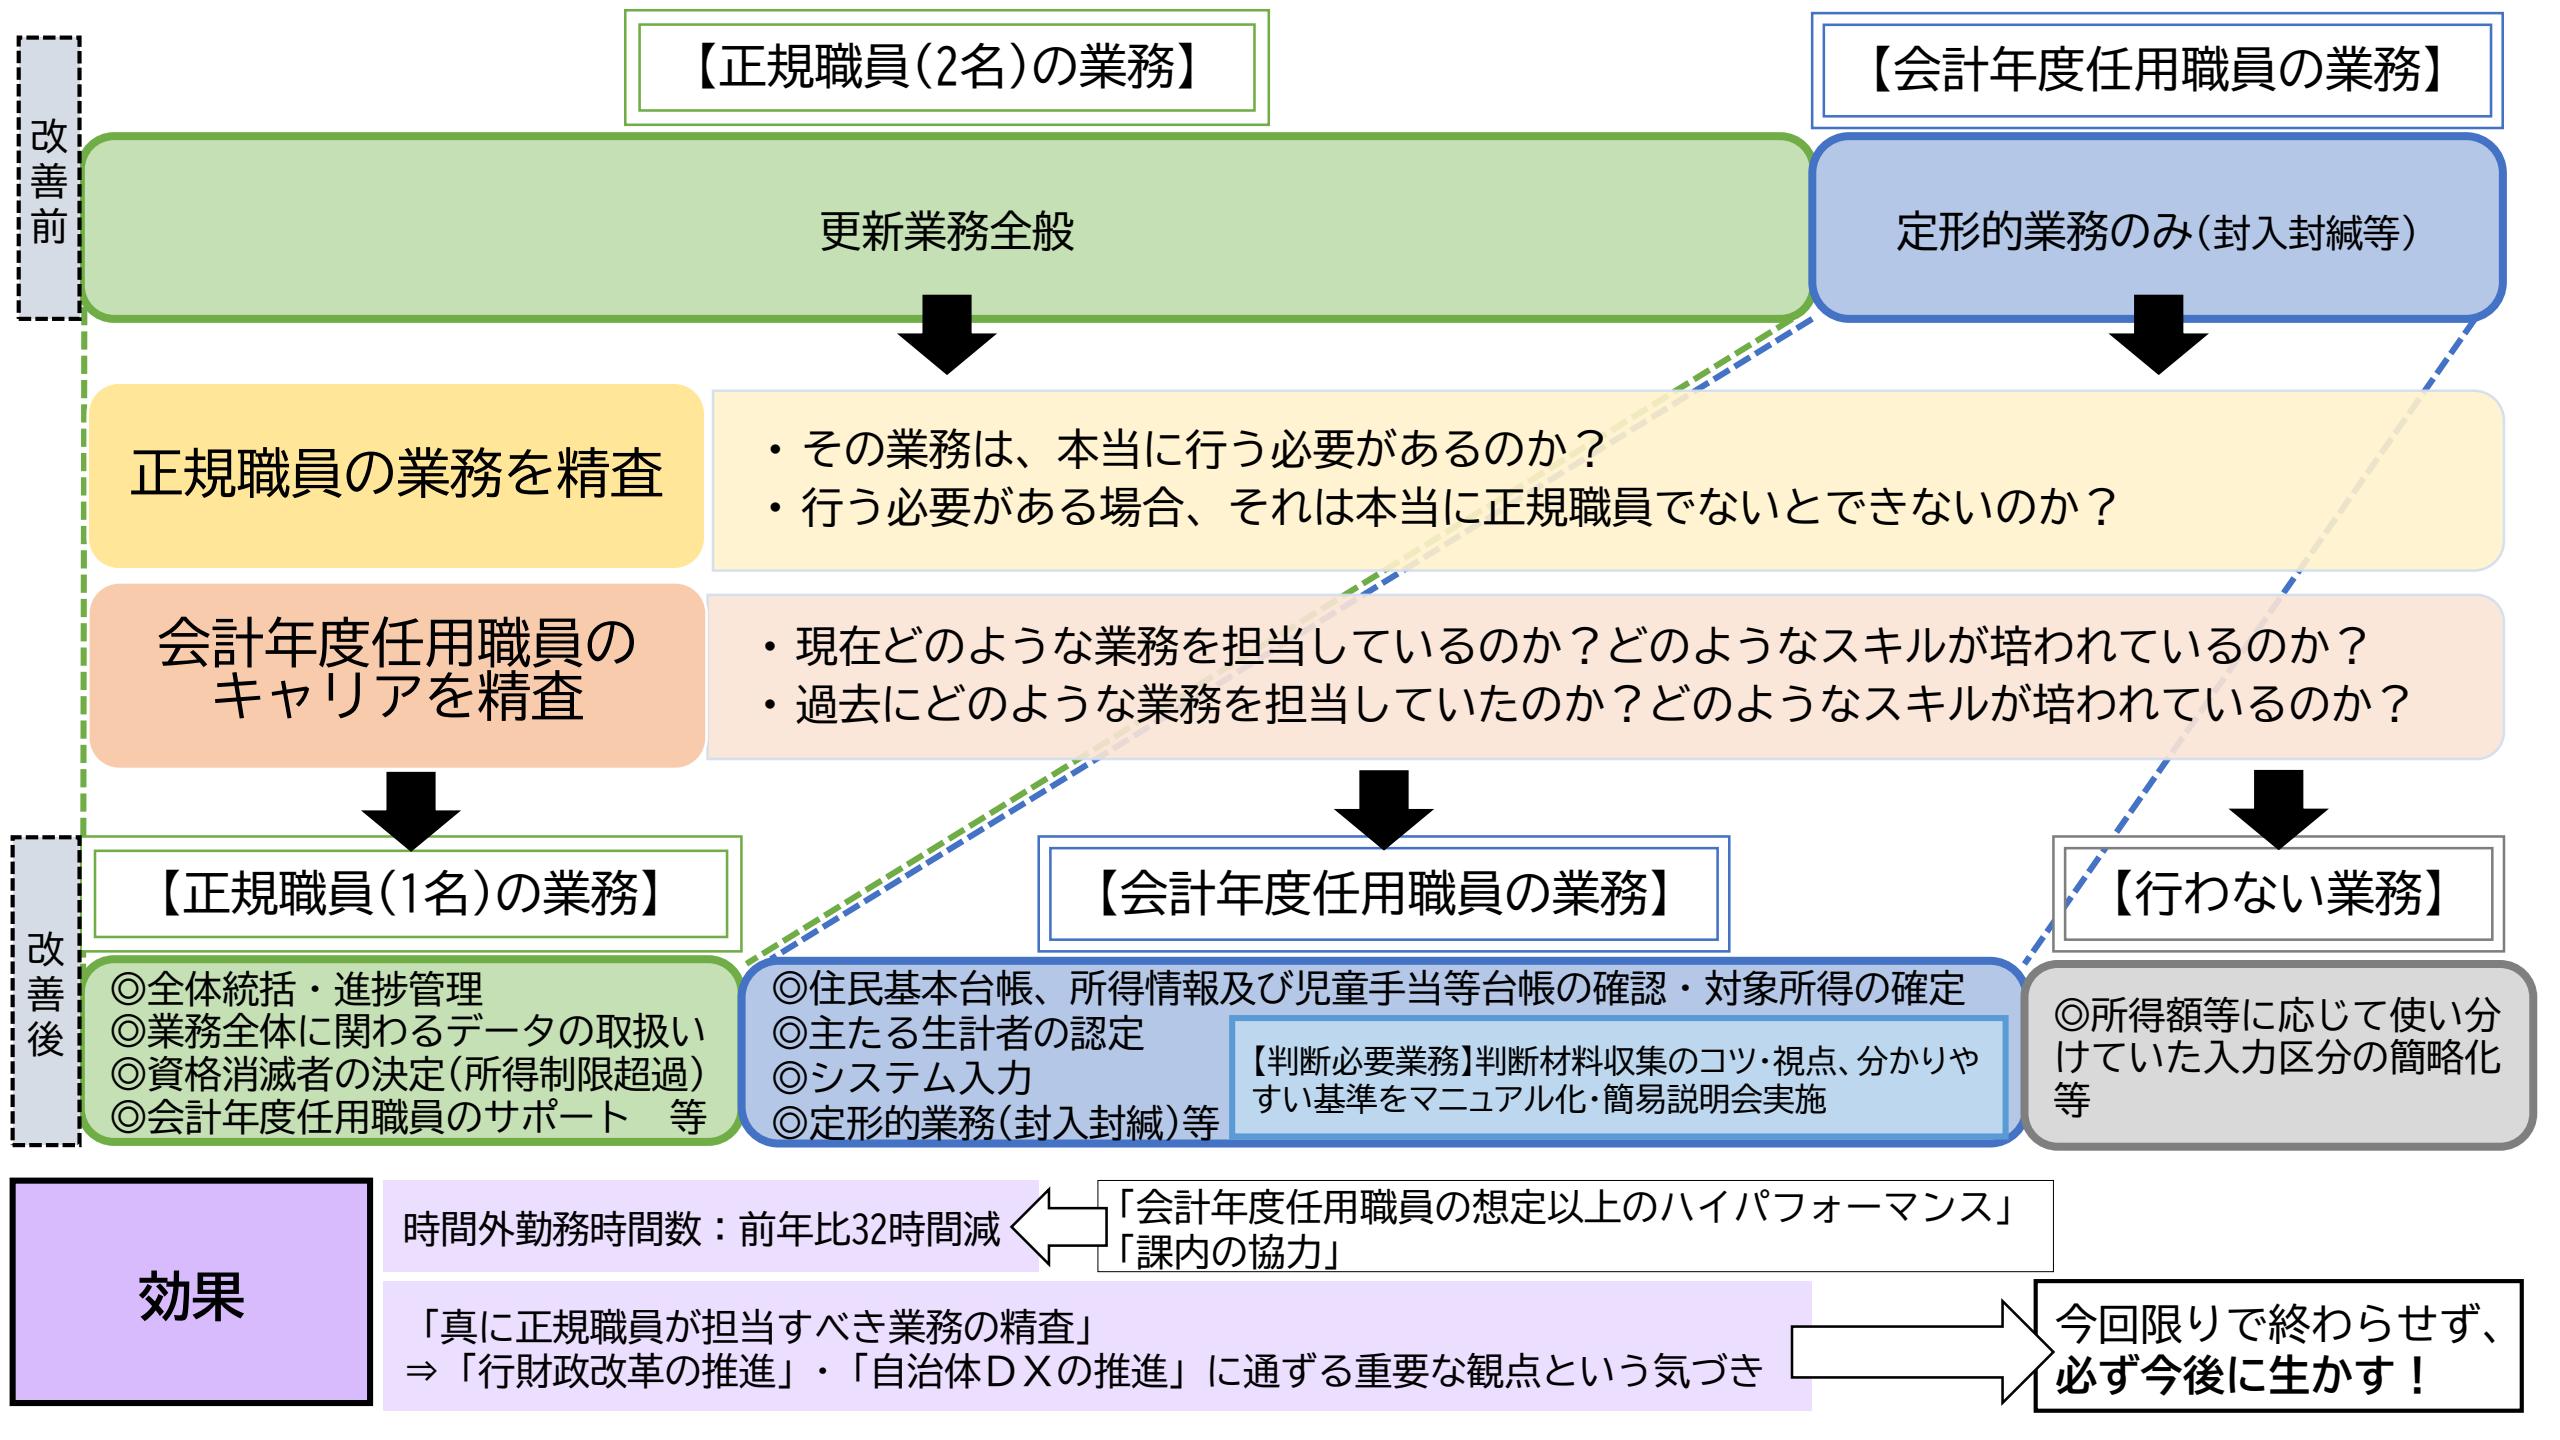 改善前
【正規職員(2名)の業務】
【会計年度任用職員の業務】
更新業務全般
定形的業務のみ(封入封緘等)
正規職員の業務を精査
・その業務は、本当に行う必要があるのか？
・行う必要がある場合、それは本当に正規職員でないとできないのか？
会計年度任用職員の
キャリアを精査
・現在どのような業務を担当しているのか？どのようなスキルが培われているのか？
・過去にどのような業務を担当していたのか？どのようなスキルが培われているのか？
改善後
【正規職員(1名)の業務】
◎全体統括・進捗管理
◎業務全体に関わるデータの取扱い
◎資格消滅者の決定(所得制限超過)
◎会計年度任用職員のサポート　等
【会計年度任用職員の業務】
◎住民基本台帳、所得情報及び児童手当等台帳の確認・対象所得の確定
◎主たる生計者の認定
◎システム入力
◎定形的業務(封入封緘)等
【判断必要業務】判断材料収集のコツ・視点、分かりや
すい基準をマニュアル化・簡易説明会実施
【行わない業務】
◎所得額等に応じて使い分
けていた入力区分の簡略化
等
効果
時間外勤務時間数：前年比32時間減
「会計年度任用職員の想定以上のハイパフォーマンス」
「課内の協力」
「真に正規職員が担当すべき業務の精査」
⇒「行財政改革の推進」・「自治体ＤＸの推進」に通ずる重要な観点という気づき
今回限りで終わらせず、
必ず今後に生かす！